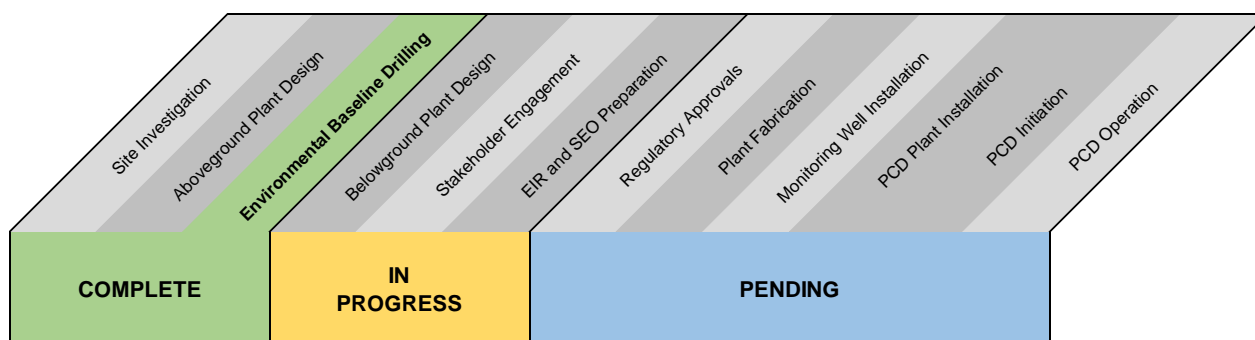 Site Investigation
Aboveground Plant Design
Environmental Baseline Drilling
Belowground Plant Design
Stakeholder Engagement
EIR and SEO Preparation
Regulatory Approvals
Plant Fabrication
Monitoring Well Installation
PCD Plant Installation
PCD Initiation
PCD Operation
COMPLETE
IN
PROGRESS
PENDING